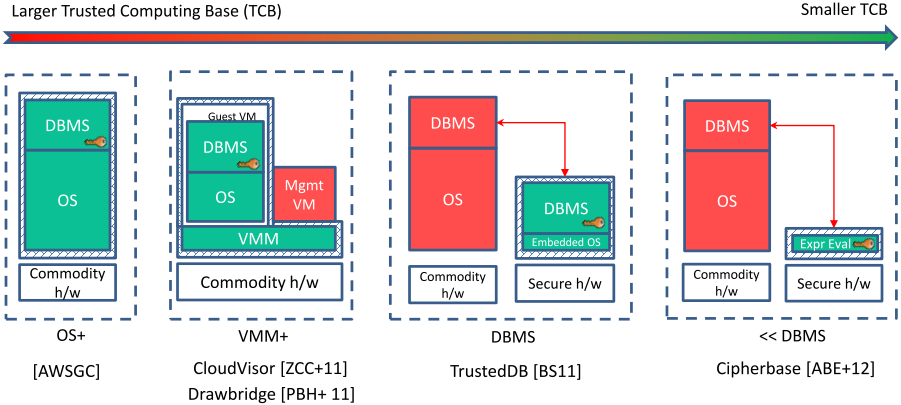 Larger Trusted Computing Base (TCB)
Smaller TCB
DBMS
OS
Commodity
h/w
OS+
[AWSGC]
Guest VM
DBMS
OS
Mgmt
VM
VMM
Commodity h/w
VMM+
CloudVisor [ZCC+11]
Drawbridge [PBH+ 11]
DBMS
OS
Commodity
h/w
DBMS
Embedded OS
Secure h/w
DBMS
TrustedDB [BS11]
DBMS
OS
Commodity
h/w
Expr Eval
Secure h/w
<< DBMS
Cipherbase [ABE+12]